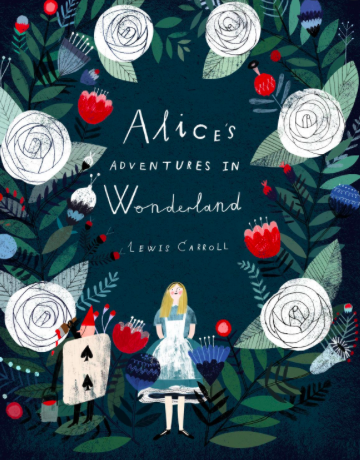 Alice's
ADVENTURES IN
Wonderland
LEWIS CARROLL